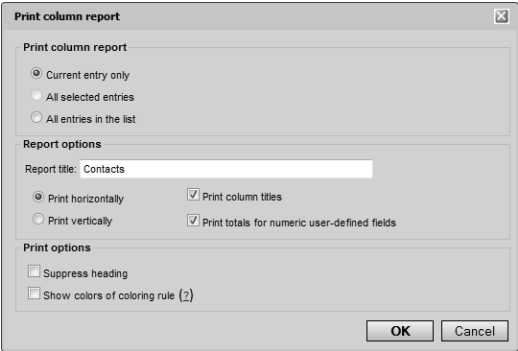 Print column report
Print column report
Current entry only
All selected entries
All entries in the list
Report options
Report title: Contacts
Print horizontally
Print column titles
Print vertically
Print totals for numeric user-defined fields
Print options
Suppress heading
Show colors of coloring rule (?)
OK Cancel